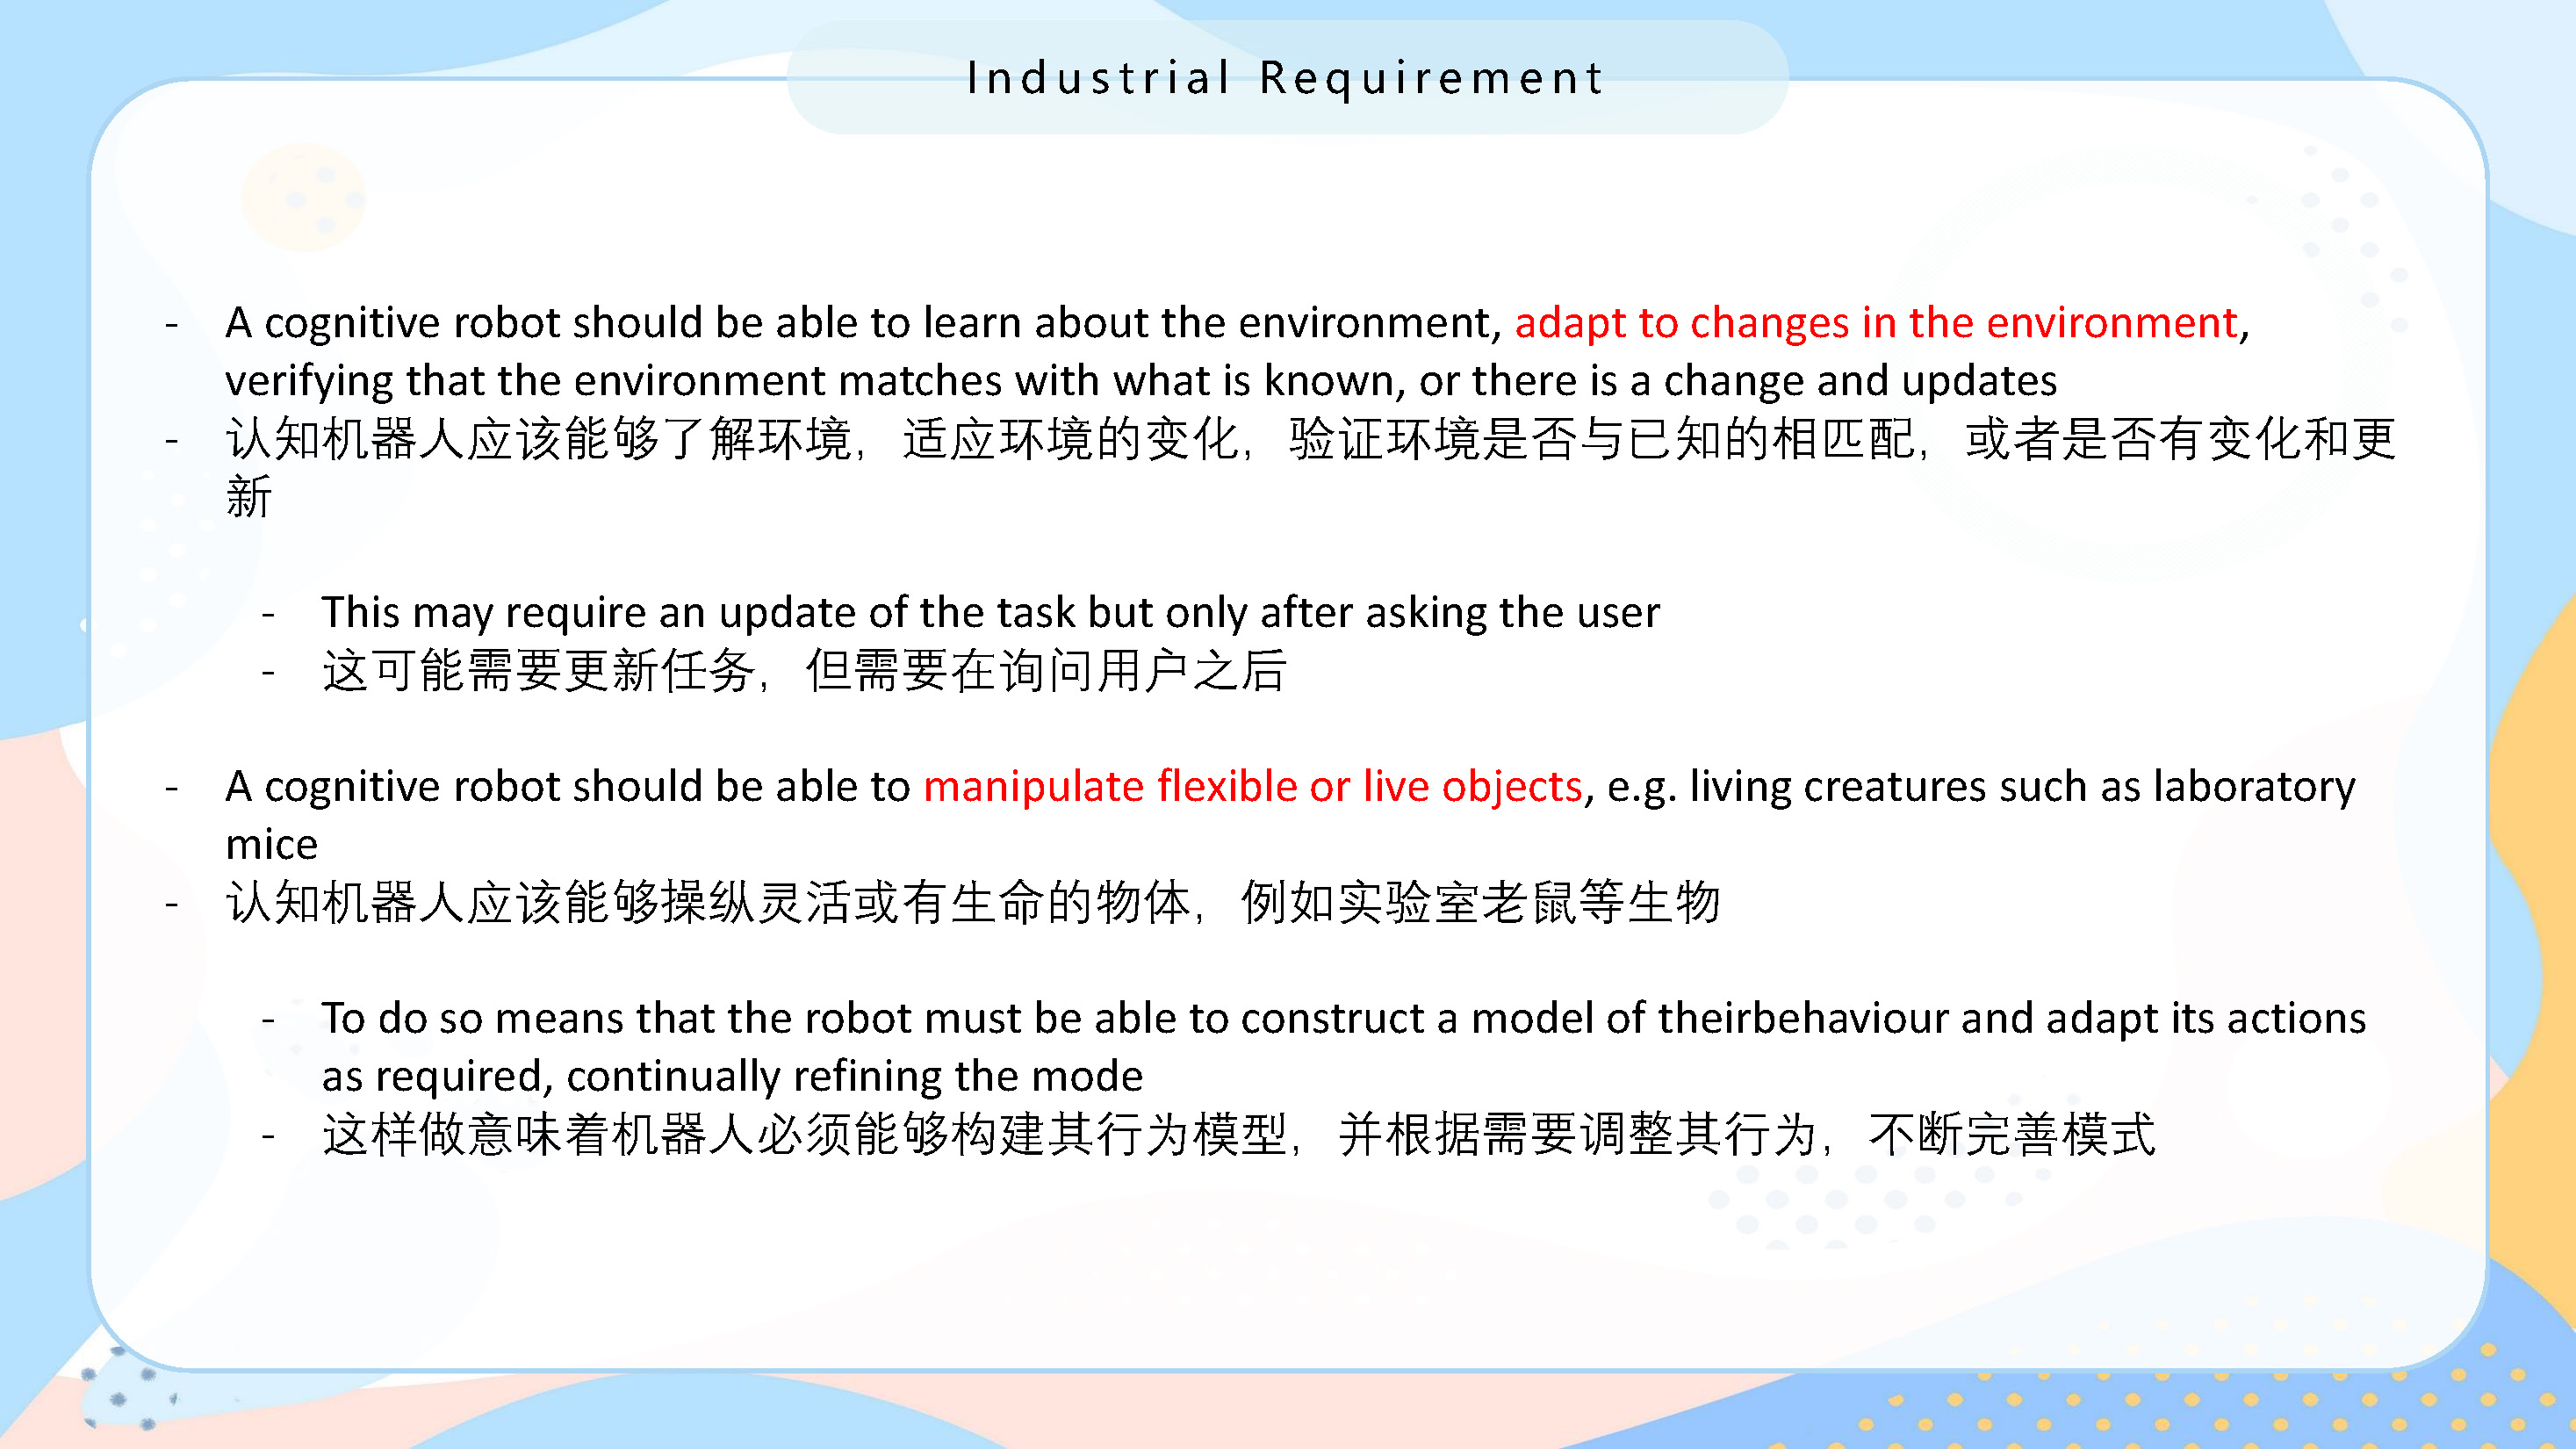 Industrial Requirement
- A cognitive robot should be able to learn about the environment, adapt to changes in the environment,
verifying that the environment matches with what is known, or there is a change and updates
- 认知机器人应该能够了解环境，适应环境的变化，验证环境是否与已知的相匹配，或者是否有变化和更
新
- This may require an update of the task but only after asking the user
- 这可能需要更新任务，但需要在询问用户之后
- A cognitive robot should be able to manipulate flexible or live objects, e.g. living creatures such as laboratory
mice
- 认知机器人应该能够操纵灵活或有生命的物体，例如实验室老鼠等生物
- To do so means that the robot must be able to construct a model of theirbehaviour and adapt its actions
as required, continually refining the mode
- 这样做意味着机器人必须能够构建其行为模型，并根据需要调整其行为，不断完善模式